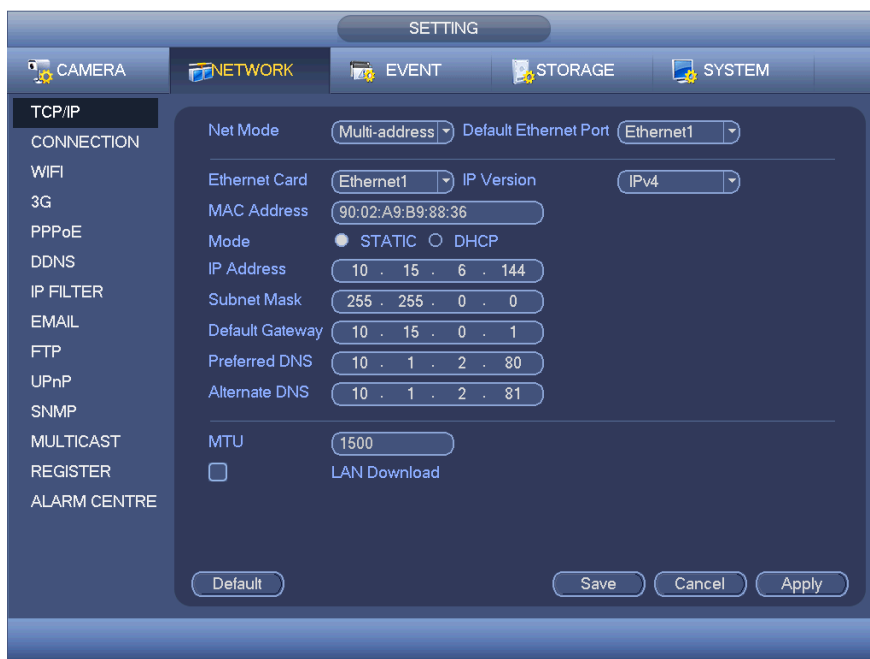 SETTING
CAMERA NETWORK EVENT STORAGE SYSTEM
TCP/IP
CONNECTION
WIFI
3G
PPPoE
DDNS
IP FILTER
EMAIL
FTP
UPnP
SNMP
MULTICAST
REGISTER
ALARM CENTRE
Net Mode Multi-address Default Ethernet Port Ethernet1
Ethernet Card Ethernet1 IP Version IPv4
MAC Address 90:02:A9:B9:88:36
Mode STATIC DHCP
IP Address 10 . 15 . 6 . 144
Subnet Mask 255 . 255 . 0 . 0
Default Gateway 10 . 15 . 0 . 1
Preferred DNS 10 . 1 . 2 . 80
Alternate DNS 10 . 1 . 2 . 81
MTU 1500
LAN Download
Default Save Cancel Apply